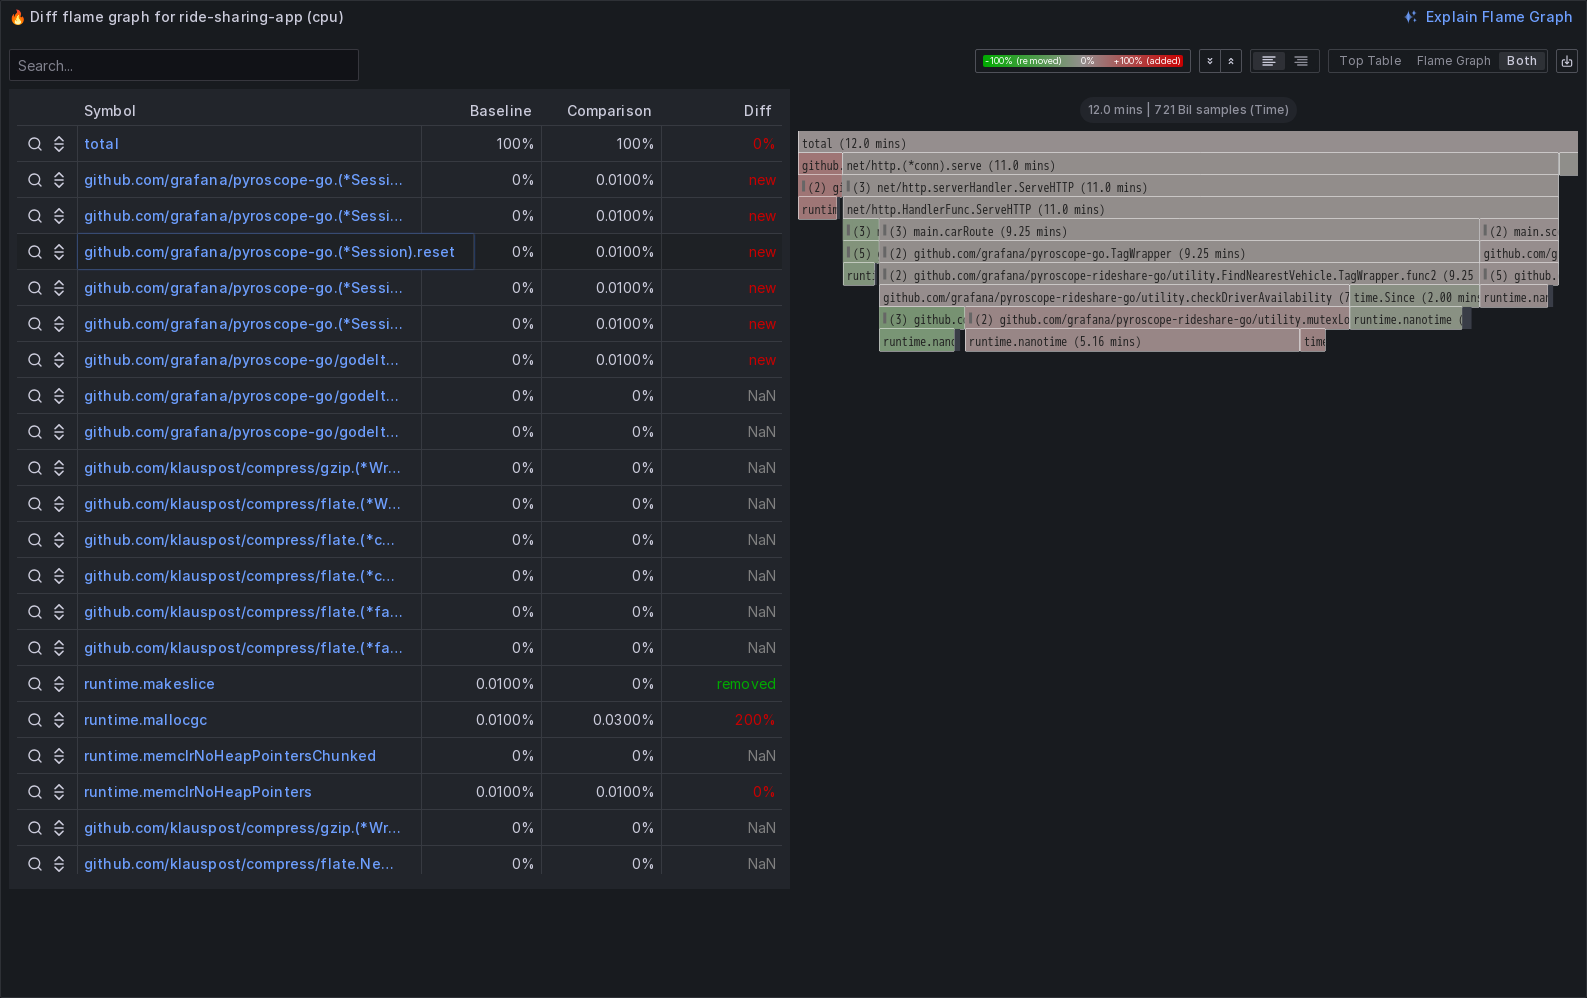 🔥 Diff flame graph for ride-sharing-app (cpu)
Explain Flame Graph
Search...
-100% (removed) 0% +100% (added)
Top Table Flame Graph Both
Symbol Baseline Comparison Diff
total 100% 100% 0%
github.com/grafana/pyroscope-go.(*Sessi... 0% 0.0100% new
github.com/grafana/pyroscope-go.(*Sessi... 0% 0.0100% new
github.com/grafana/pyroscope-go.(*Session).reset 0% 0.0100% new
github.com/grafana/pyroscope-go.(*Sessi... 0% 0.0100% new
github.com/grafana/pyroscope-go.(*Sessi... 0% 0.0100% new
github.com/grafana/pyroscope-go/godelt... 0% 0.0100% new
github.com/grafana/pyroscope-go/godelt... 0% 0% NaN
github.com/grafana/pyroscope-go/godelt... 0% 0% NaN
github.com/klauspost/compress/gzip.(*Wr... 0% 0% NaN
github.com/klauspost/compress/flate.(*W... 0% 0% NaN
github.com/klauspost/compress/flate.(*c... 0% 0% NaN
github.com/klauspost/compress/flate.(*c... 0% 0% NaN
github.com/klauspost/compress/flate.(*fa... 0% 0% NaN
github.com/klauspost/compress/flate.(*fa... 0% 0% NaN
runtime.makeslice 0.0100% 0% removed
runtime.mallocgc 0.0100% 0.0300% 200%
runtime.memclrNoHeapPointersChunked 0% 0% NaN
runtime.memclrNoHeapPointers 0.0100% 0.0100% 0%
github.com/klauspost/compress/gzip.(*Wr... 0% 0% NaN
github.com/klauspost/compress/flate.Ne... 0% 0% NaN
12.0 mins | 721 Bil samples (Time)
total (12.0 mins)
github. net/http.(*conn).serve (11.0 mins)
(2) gi (3) net/http.serverHandler.ServeHTTP (11.0 mins)
runtim net/http.HandlerFunc.ServeHTTP (11.0 mins)
(3) (3) main.carRoute (9.25 mins) (2) main.sc
(5) (2) github.com/grafana/pyroscope-go.TagWrapper (9.25 mins) github.com/g
runti (2) github.com/grafana/pyroscope-rideshare-go/utility.FindNearestVehicle.TagWrapper.func2 (9.25 (5) github.
github.com/grafana/pyroscope-rideshare-go/utility.checkDriverAvailability (7 time.Since (2.00 mins runtime.nan
(3) github.co (2) github.com/grafana/pyroscope-rideshare-go/utility.mutexLo runtime.nanotime (
runtime.nano runtime.nanotime (5.16 mins) time